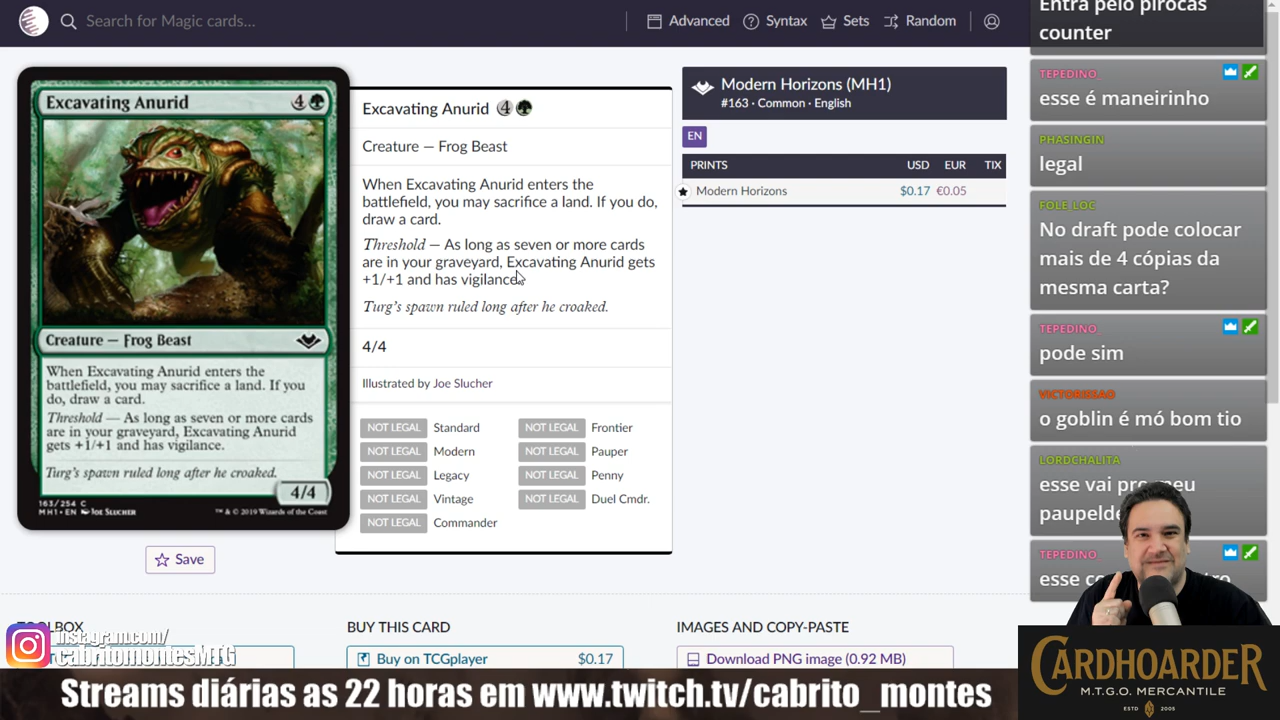 Search for Magic cards...
Advanced
Syntax
Sets
Random
Excavating Anurid 4
Creature — Frog Beast
When Excavating Anurid enters the
battlefield, you may sacrifice a land. If you
do, draw a card.
Threshold — As long as seven or more cards
are in your graveyard, Excavating Anurid
gets +1/+1 and has vigilance.
Turg's spawn ruled long after he croaked.
4/4
163/254 C
MH1 • EN Joe Slucher
™ & © 2019 Wizards of the Coast
Save
Excavating Anurid 4
Creature — Frog Beast
When Excavating Anurid enters the
battlefield, you may sacrifice a land. If you do,
draw a card.
Threshold — As long as seven or more cards
are in your graveyard, Excavating Anurid gets
+1/+1 and has vigilance.
Turg's spawn ruled long after he croaked.
4/4
Illustrated by Joe Slucher
NOT LEGAL Standard NOT LEGAL Frontier
NOT LEGAL Modern NOT LEGAL Pauper
NOT LEGAL Legacy NOT LEGAL Penny
NOT LEGAL Vintage NOT LEGAL Duel Cmdr.
NOT LEGAL Commander
Modern Horizons (MH1)
#163 · Common · English
EN
PRINTS USD EUR TIX
Modern Horizons $0.17 €0.05
Entra pelo pirocas
counter
TEPEDINO_
esse é maneirinho
PHASINGIN
legal
FOLE_LOC
No draft pode colocar
mais de 4 cópias da
mesma carta?
TEPEDINO_
pode sim
VICTORISSAO
o goblin é mó bom tio
LORDCHALITA
esse vai pro meu
TEPEDINO_
esse
TOOLBOX
BUY THIS CARD
IMAGES AND COPY-PASTE
Buy on TCGplayer $0.17
Download PNG image (0.92 MB)
instagram.com/
cabritomontesMTG
CARDHOARDER
M.T.G.O. MERCANTILE
ESTD 2005
Streams diárias as 22 horas em www.twitch.tv/cabrito_montes